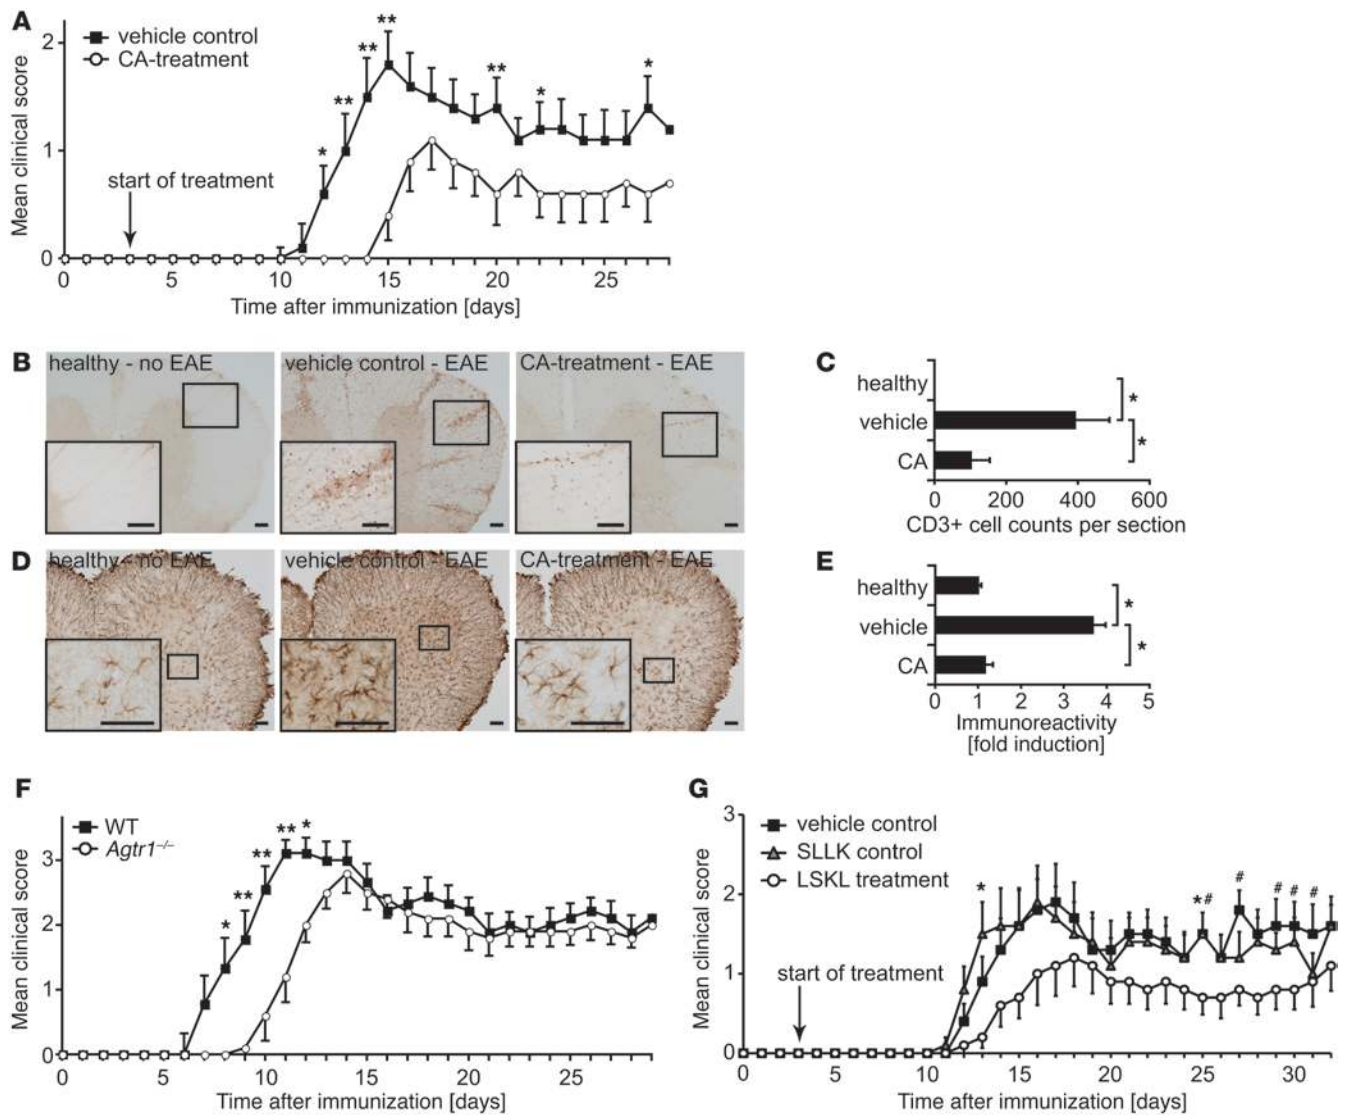 A
vehicle control
CA-treatment
Mean clinical score
2
1
0
start of treatment
* ** ** ** ** * *
0 5 10 15 20 25
Time after immunization [days]
B
healthy - no EAE
vehicle control - EAE
CA-treatment - EAE
C
healthy
vehicle
CA
*
*
0 200 400 600
CD3+ cell counts per section
D
healthy - no EAE
vehicle control - EAE
CA-treatment - EAE
E
healthy
vehicle
CA
*
*
0 1 2 3 4 5
Immunoreactivity
[fold induction]
F
WT
Agtr1–/–
Mean clinical score
3
2
1
0
* ** ** ** *
0 5 10 15 20 25
Time after immunization [days]
G
vehicle control
SLLK control
LSKL treatment
Mean clinical score
3
2
1
0
start of treatment
* *# # # # #
0 5 10 15 20 25 30
Time after immunization [days]